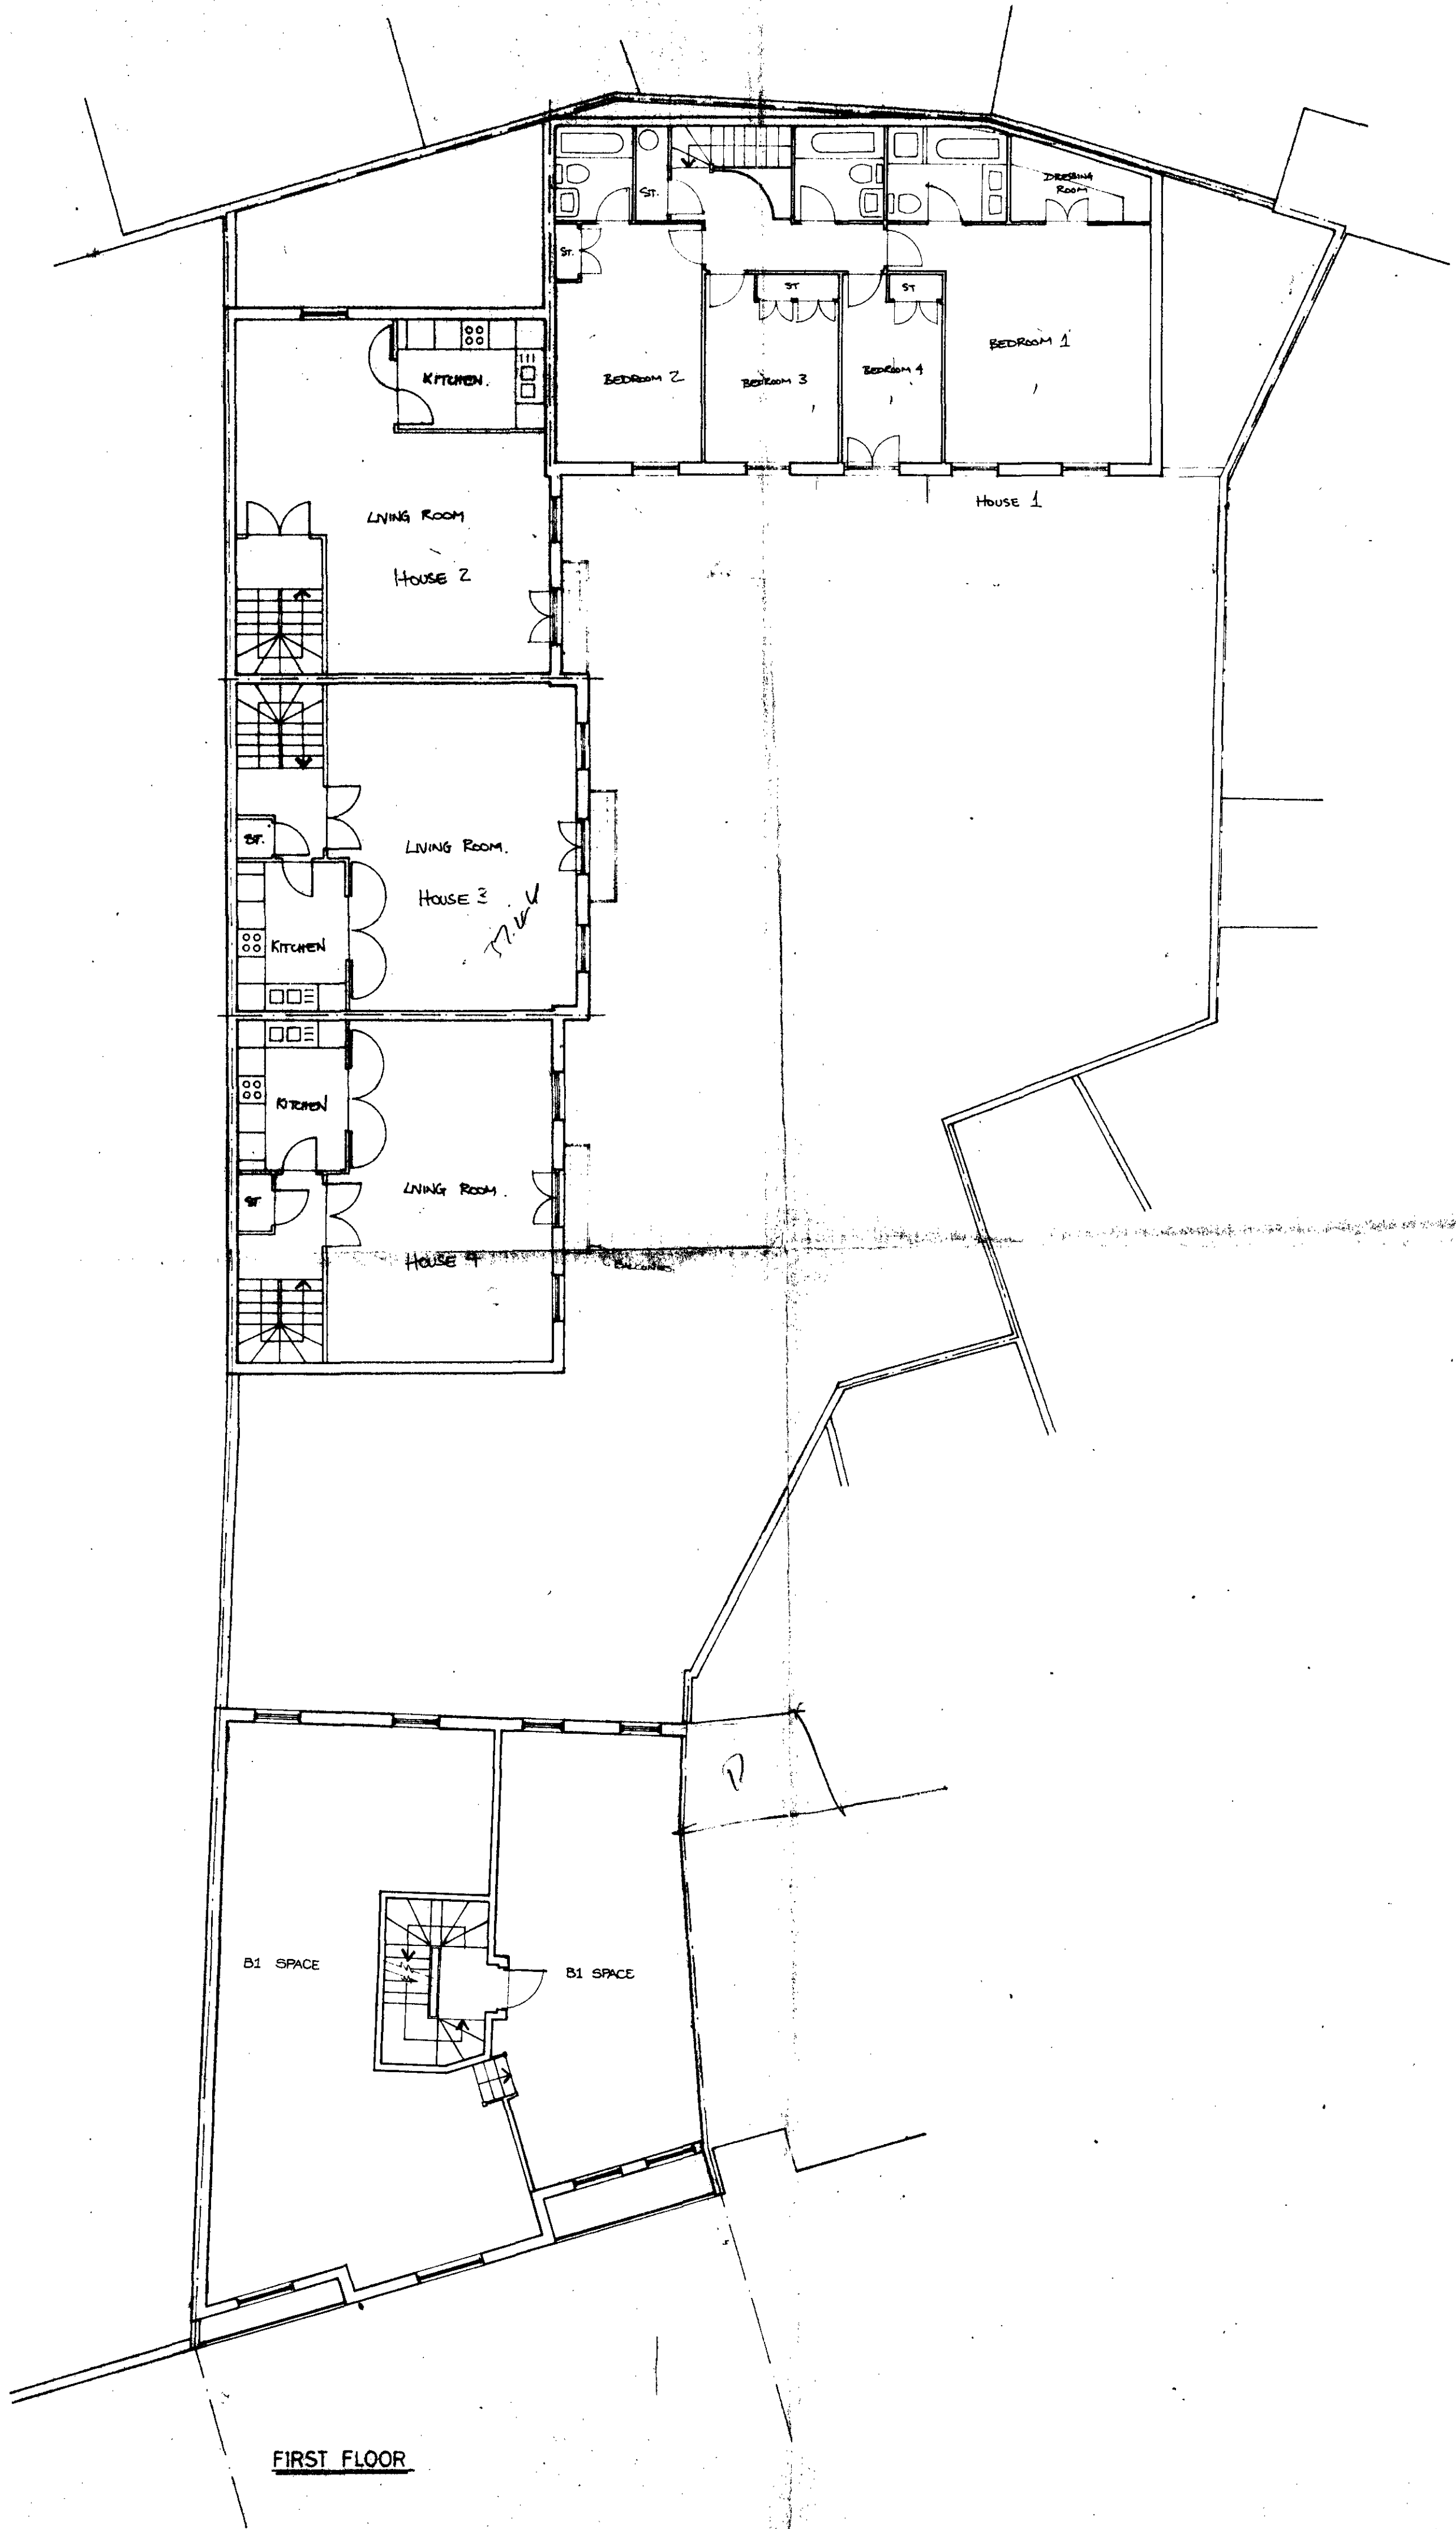 DRESSING
ROOM
ST.
ST.
ST
ST
BEDROOM 1
BEDROOM 2
BEDROOM 3
BEDROOM 4
HOUSE 1
KITCHEN.
LIVING ROOM
HOUSE 2
ST.
LIVING ROOM.
HOUSE 3
KITCHEN
KITCHEN
ST
LIVING ROOM.
HOUSE 4
BALCONIES
B1 SPACE
B1 SPACE
FIRST FLOOR